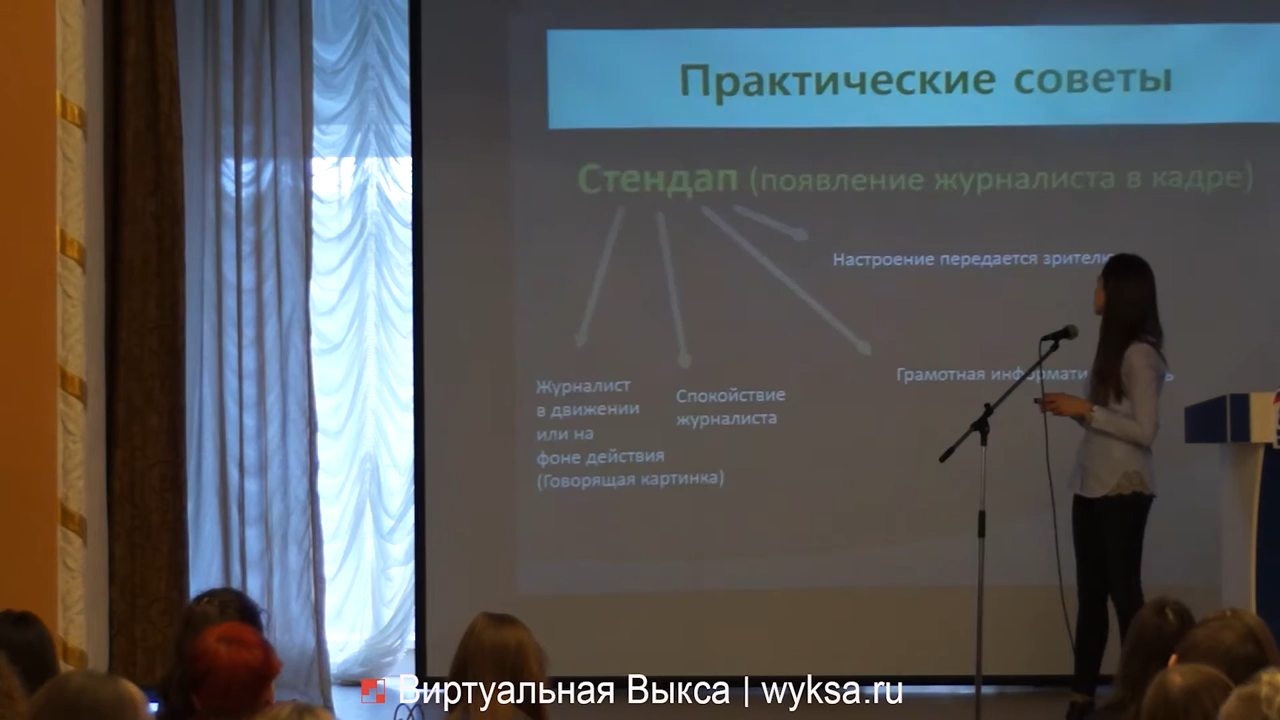 Практические советы
Стендап (появление журналиста в кадре)
Настроение передается зрителю
Грамотная
Журналист
в движении
или на
фоне действия
(Говорящая картинка)
Спокойствие
журналиста
Виртуальная Выкса | wyksa.ru